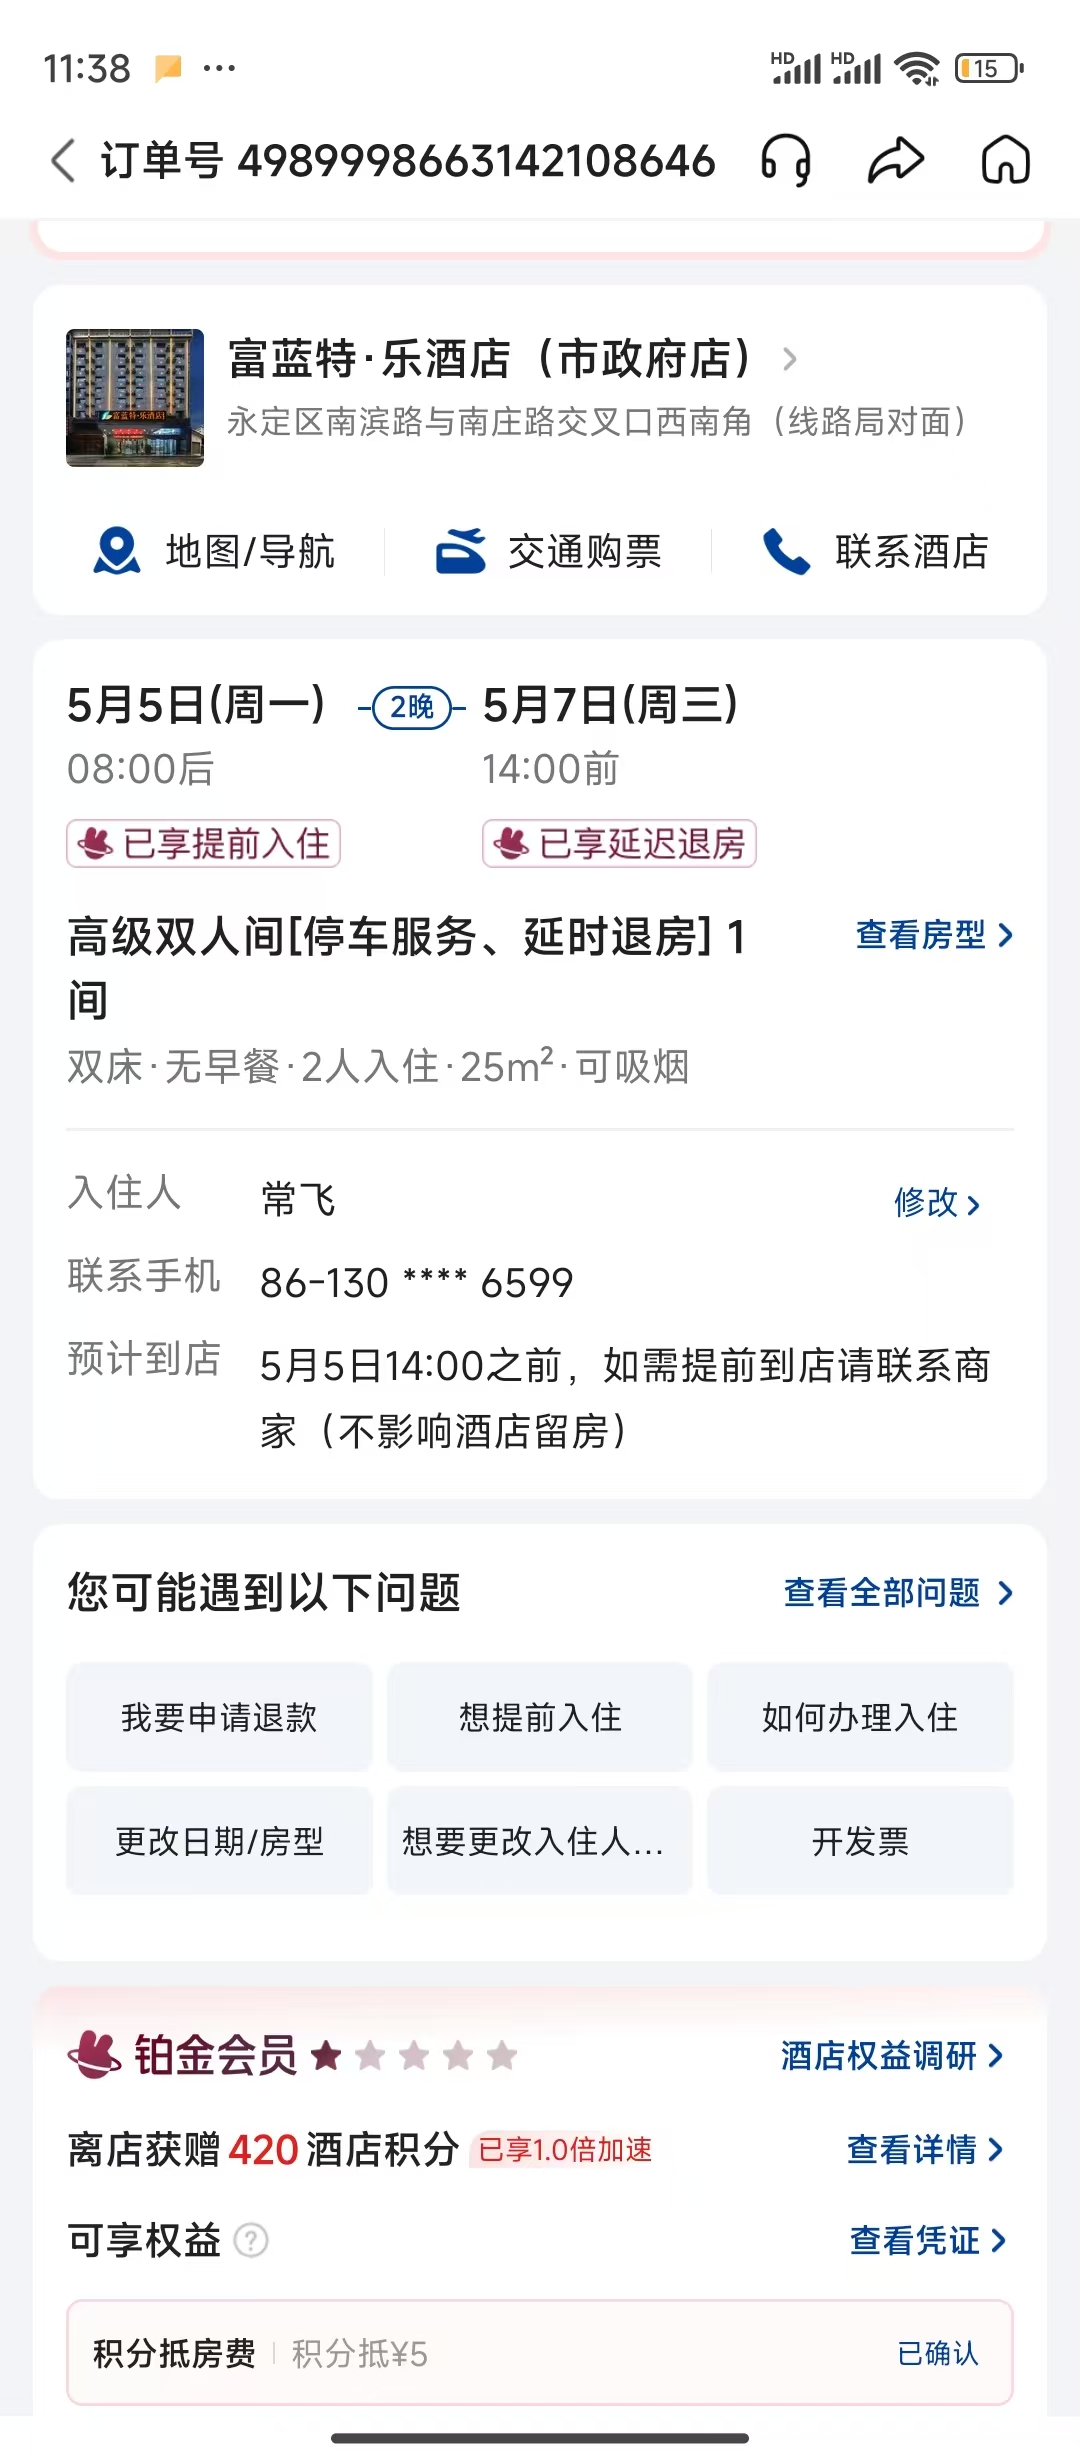 11:38
HD HD 15
订单号 4989998663142108646
富蓝特·乐酒店
富蓝特·乐酒店（市政府店）
永定区南滨路与南庄路交叉口西南角（线路局对面）
地图/导航 交通购票 联系酒店
5月5日(周一) 2晚 5月7日(周三)
08:00后 14:00前
已享提前入住 已享延迟退房
高级双人间[停车服务、延时退房] 1 查看房型
间
双床·无早餐·2人入住·25m²·可吸烟
入住人 常飞 修改
联系手机 86-130 **** 6599
预计到店 5月5日14:00之前，如需提前到店请联系商
家（不影响酒店留房）
您可能遇到以下问题 查看全部问题
我要申请退款 想提前入住 如何办理入住
更改日期/房型 想要更改入住人... 开发票
铂金会员 酒店权益调研
离店获赠 420 酒店积分 已享1.0倍加速 查看详情
可享权益 ? 查看凭证
积分抵房费 积分抵¥5 已确认